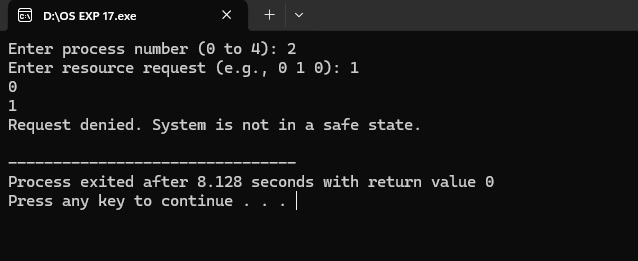 D:\OS EXP 17.exe
Enter process number (0 to 4): 2
Enter resource request (e.g., 0 1 0): 1
0
1
Request denied. System is not in a safe state.
--------------------------------
Process exited after 8.128 seconds with return value 0
Press any key to continue . . .